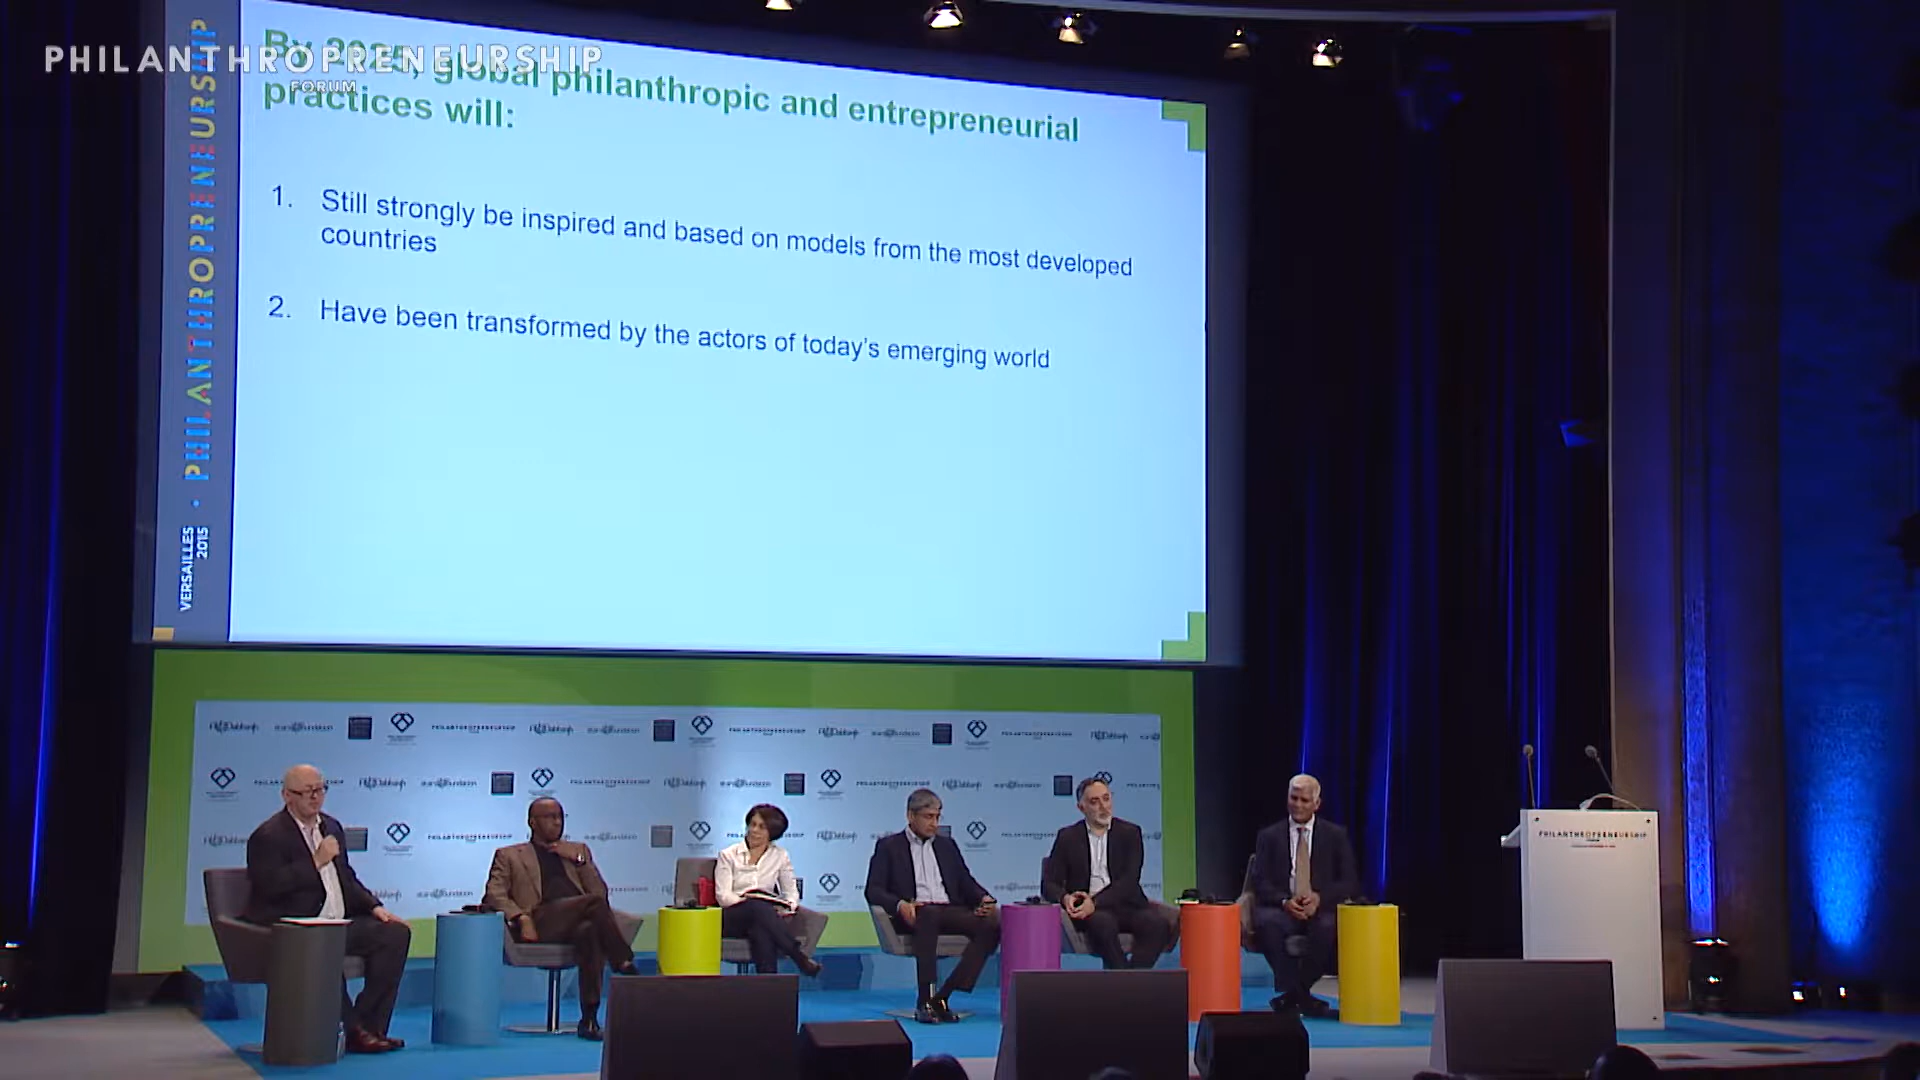 PHILANTHROPRENEURSHIP
FORUM
By 2025, global philanthropic and entrepreneurial
practices will:
1. Still strongly be inspired and based on models from the most developed
countries
2. Have been transformed by the actors of today's emerging world
VERSAILLES
2015
PHILANTHROPRENEURSHIP
PHILANTHROPRENEURSHIP